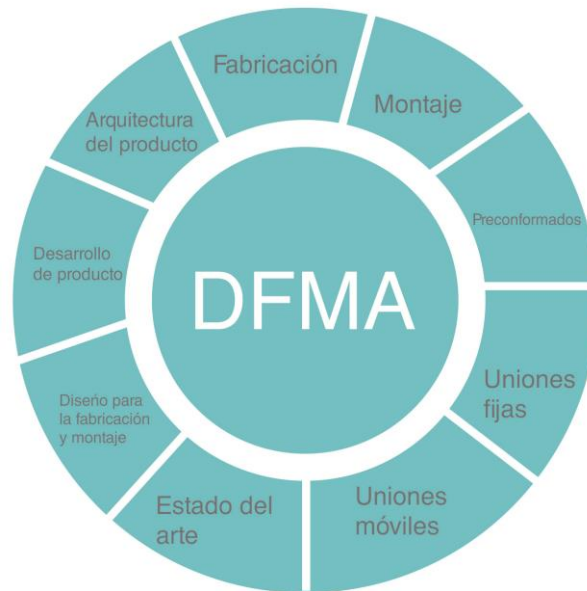 Fabricación
Montaje
Preconformados
Uniones
fijas
Uniones
móviles
Estado del
arte
Diseño para
la fabricación
y montaje
Desarrollo
de producto
Arquitectura
del producto
DFMA